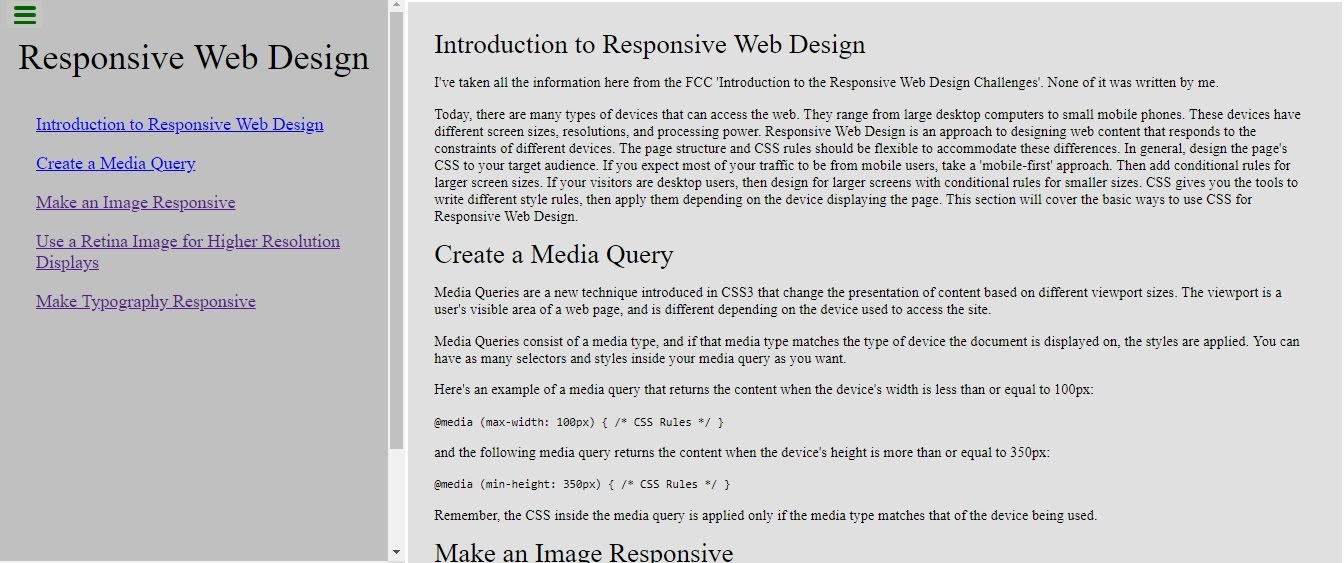 Responsive Web Design
Introduction to Responsive Web Design
Create a Media Query
Make an Image Responsive
Use a Retina Image for Higher Resolution
Displays
Make Typography Responsive
Introduction to Responsive Web Design
I've taken all the information here from the FCC 'Introduction to the Responsive Web Design Challenges'. None of it was written by me.
Today, there are many types of devices that can access the web. They range from large desktop computers to small mobile phones. These devices have
different screen sizes, resolutions, and processing power. Responsive Web Design is an approach to designing web content that responds to the
constraints of different devices. The page structure and CSS rules should be flexible to accommodate these differences. In general, design the page's
CSS to your target audience. If you expect most of your traffic to be from mobile users, take a 'mobile-first' approach. Then add conditional rules for
larger screen sizes. If your visitors are desktop users, then design for larger screens with conditional rules for smaller sizes. CSS gives you the tools to
write different style rules, then apply them depending on the device displaying the page. This section will cover the basic ways to use CSS for
Responsive Web Design.
Create a Media Query
Media Queries are a new technique introduced in CSS3 that change the presentation of content based on different viewport sizes. The viewport is a
user's visible area of a web page, and is different depending on the device used to access the site.
Media Queries consist of a media type, and if that media type matches the type of device the document is displayed on, the styles are applied. You can
have as many selectors and styles inside your media query as you want.
Here's an example of a media query that returns the content when the device's width is less than or equal to 100px:
@media (max-width: 100px) { /* CSS Rules */ }
and the following media query returns the content when the device's height is more than or equal to 350px:
@media (min-height: 350px) { /* CSS Rules */ }
Remember, the CSS inside the media query is applied only if the media type matches that of the device being used.
Make an Image Responsive